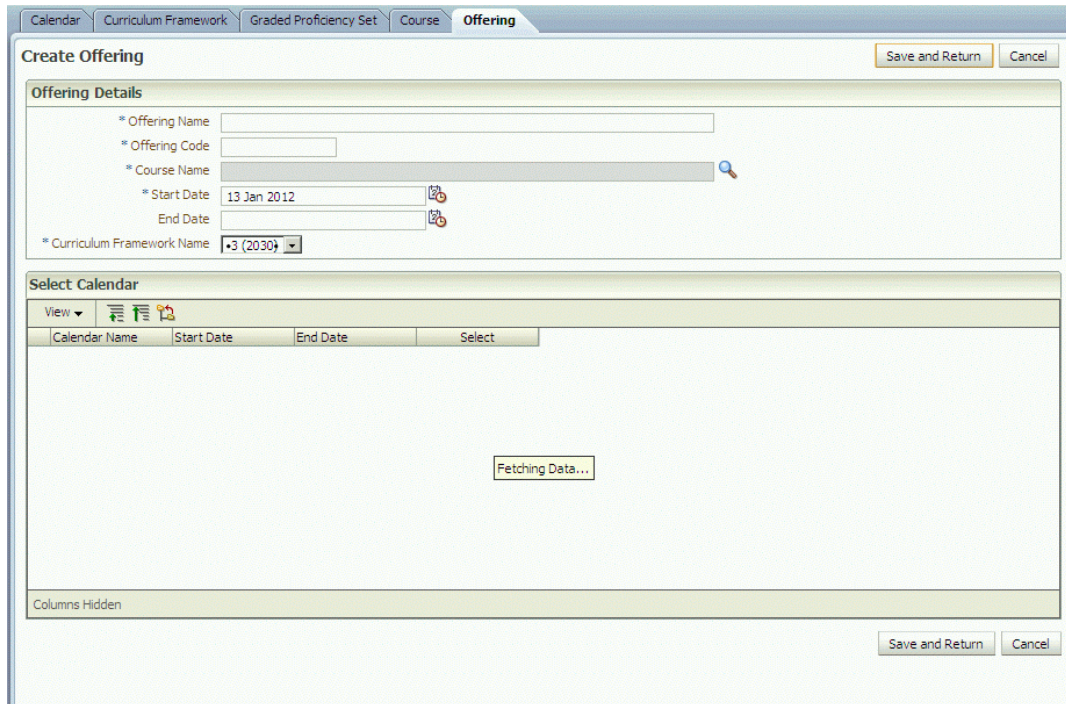 Calendar Curriculum Framework Graded Proficiency Set Course Offering
Create Offering Save and Return Cancel
Offering Details
* Offering Name
* Offering Code
* Course Name
* Start Date 13 Jan 2012
End Date
* Curriculum Framework Name •3 (2030)
Select Calendar
View
Calendar Name Start Date End Date Select
Fetching Data...
Columns Hidden
Save and Return Cancel